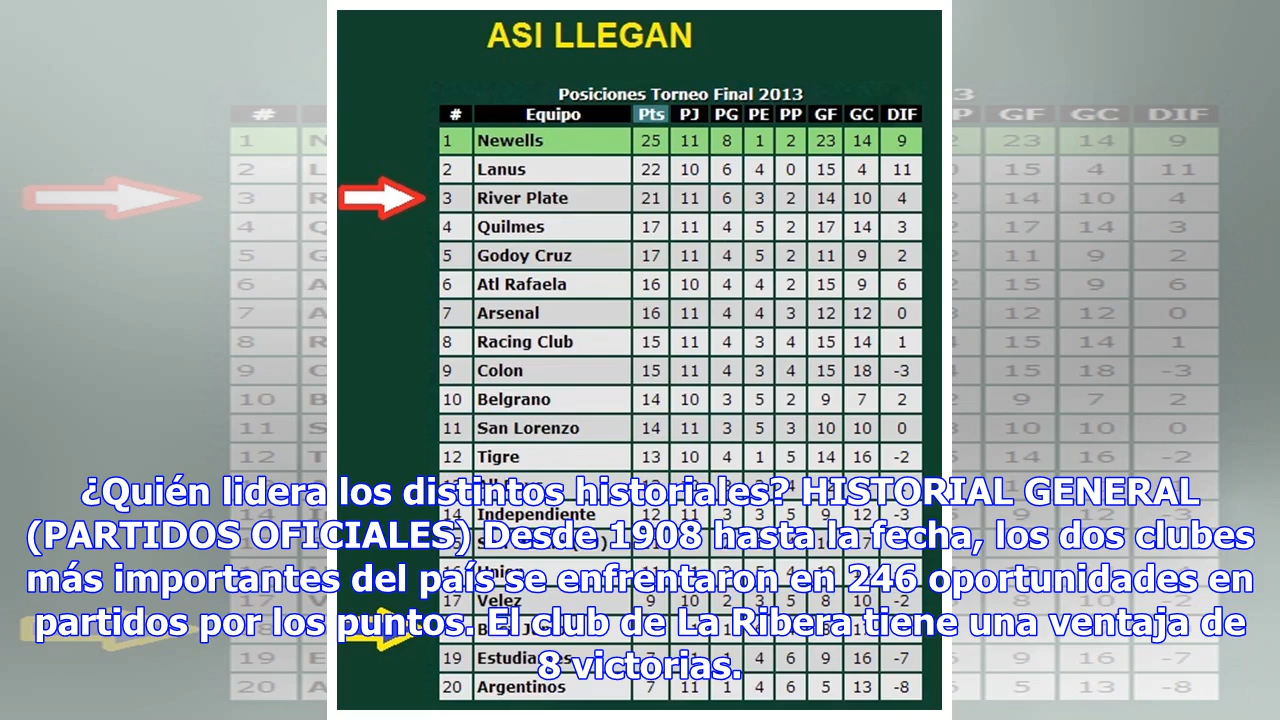 ASI LLEGAN
Posiciones Torneo Final 2013
# Equipo Pts PJ PG PE PP GF GC DIF
1 Newells 25 11 8 1 2 23 14 9
2 Lanus 22 10 6 4 0 15 4 11
3 River Plate 21 11 6 3 2 14 10 4
4 Quilmes 17 11 4 5 2 17 14 3
5 Godoy Cruz 17 11 4 5 2 11 9 2
6 Atl Rafaela 16 10 4 4 2 15 9 6
7 Arsenal 16 11 4 4 3 12 12 0
8 Racing Club 15 11 4 3 4 15 14 1
9 Colon 15 11 4 3 4 15 18 -3
10 Belgrano 14 10 3 5 2 9 7 2
11 San Lorenzo 14 11 3 5 3 10 10 0
12 Tigre 13 10 4 1 5 14 16 -2
¿Quién lidera los distintos historiales? HISTORIAL GENERAL
14 Independiente 12 11 3 3 5 9 12 -3
(PARTIDOS OFICIALES) Desde 1908 hasta la fecha, los dos clubes
más importantes del país se enfrentaron en 246 oportunidades en
17 Velez 9 10 2 3 5 8 10 -2
partidos por los puntos. El club de La Ribera tiene una ventaja de
19 Estudiantes 7 11 1 4 6 9 16 -7
8 victorias.
20 Argentinos 7 11 1 4 6 5 13 -8